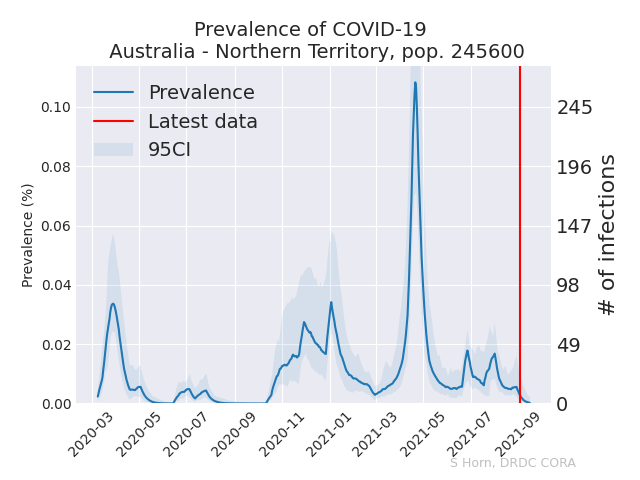 Prevalence of COVID-19
Australia - Northern Territory, pop. 245600
Prevalence
Latest data
95CI
Prevalence (%)
0.10
0.08
0.06
0.04
0.02
0.00
245
196
147
98
49
0
# of infections
2020-03
2020-05
2020-07
2020-09
2020-11
2021-01
2021-03
2021-05
2021-07
2021-09
S Horn, DRDC CORA